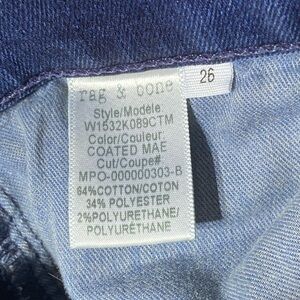 rag & bone
26
Style/Modèle:
W1532K089CTM
Color/Couleur:
COATED MAE
Cut/Coupe#
MPO-000000303-B
64%COTTON/COTON
34% POLYESTER
2%POLYURETHANE/
POLYURÉTHANE